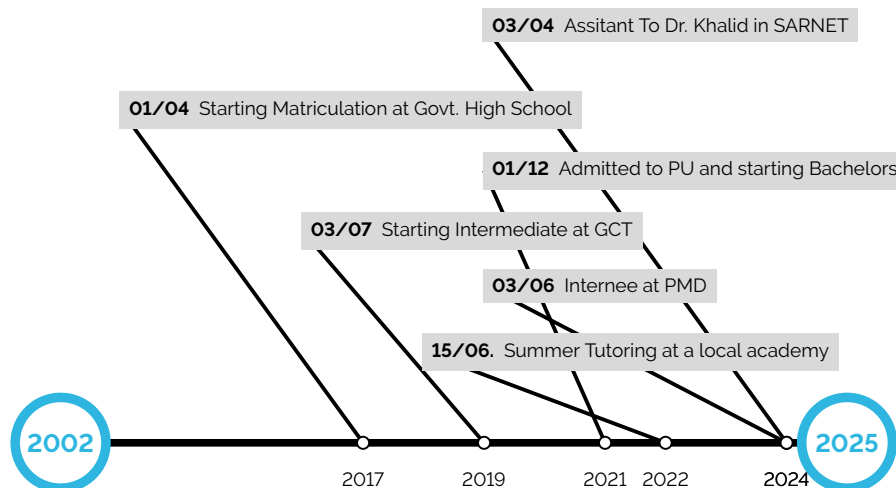 03/04 Assitant To Dr. Khalid in SARNET
01/04 Starting Matriculation at Govt. High School
01/12 Admitted to PU and starting Bachelors
03/07 Starting Intermediate at GCT
03/06 Internee at PMD
15/06. Summer Tutoring at a local academy
2002
2025
2017
2019
2021
2022
2024